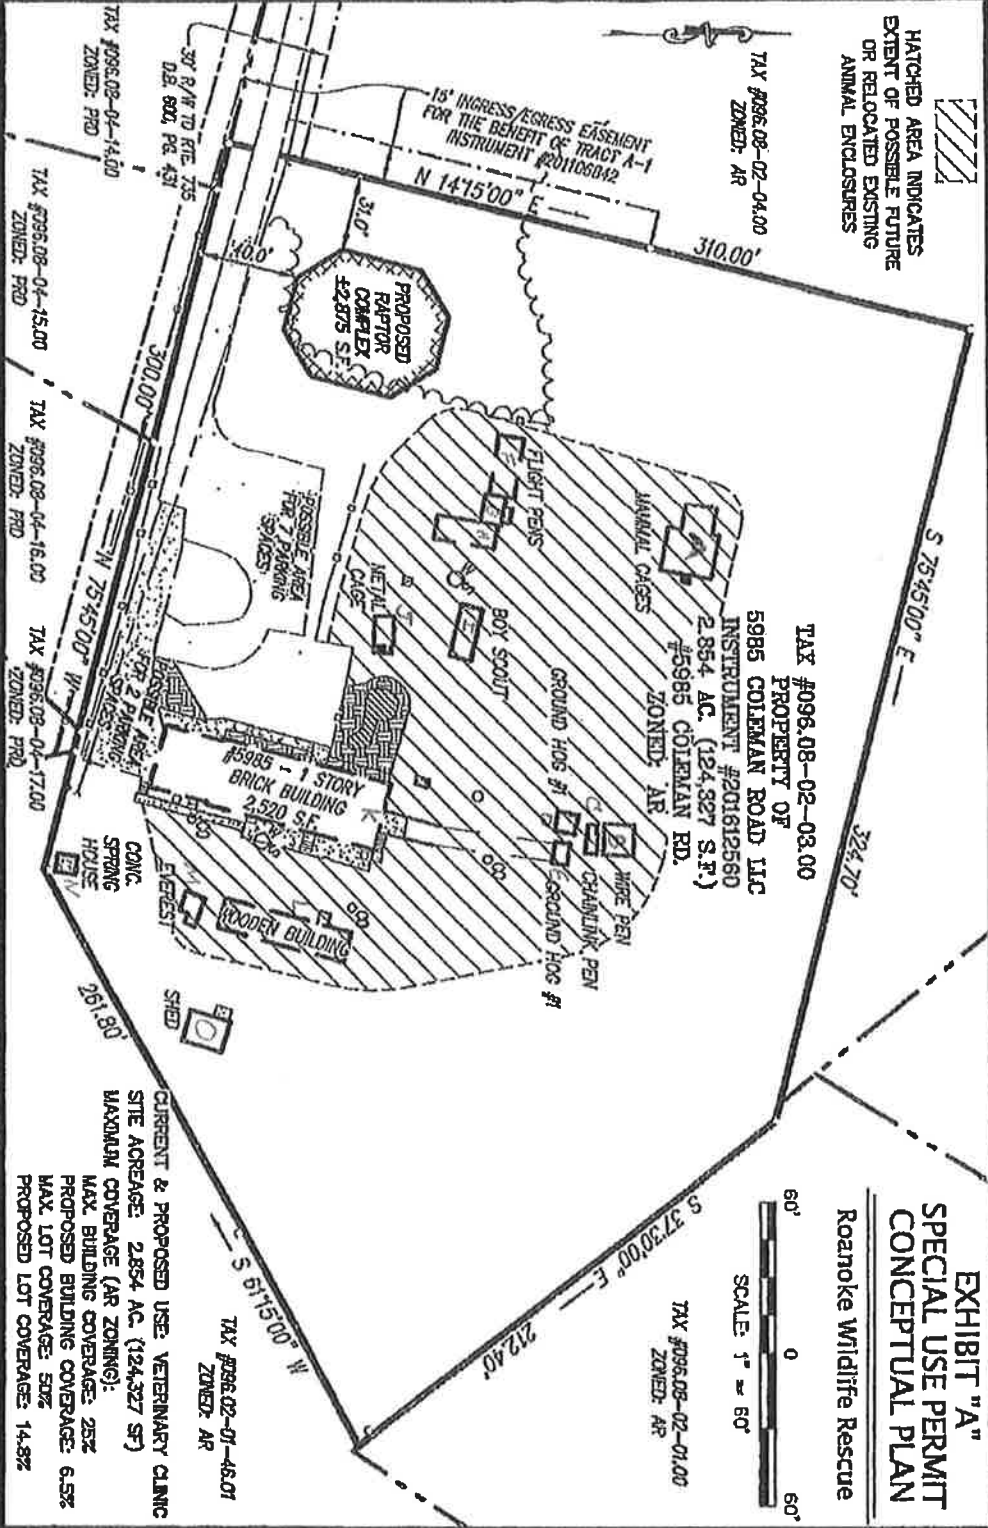 EXHIBIT "A"
SPECIAL USE PERMIT
CONCEPTUAL PLAN
Roanoke Wildlife Rescue
60' 0 60'
SCALE: 1" = 60'
HATCHED AREA INDICATES
EXTENT OF POSSIBLE FUTURE
OR RELOCATED EXISTING
ANIMAL ENCLOSURES
TAX #096.08-02-04.00
ZONED: AR
15' INGRESS/EGRESS EASEMENT
FOR THE BENEFIT OF TRACT A-1
INSTRUMENT #201106842
N 14°15'00" E
310.00'
S 75°45'00" E
324.70'
S 37°30'00" E
212.40'
TAX #096.08-02-01.00
ZONED: AR
TAX #096.08-02-03.00
PROPERTY OF
5985 COLEMAN ROAD LLC
INSTRUMENT #201612560
2.854 AC. (124,327 S.F.)
#5985 COLEMAN RD.
ZONED: AR
31.0'
40.0'
PROPOSED
RAPTOR
COMPLEX
±2,875 S.F.
FLIGHT PENS
MAMMAL CAGES
BOY SCOUT
METAL
CAGE
GROUND HOG #1
WIRE PEN
CHAINLINK PEN
GROUND HOG #1
POSSIBLE AREA
FOR 7 PARKING
SPACES
POSSIBLE AREA
FOR 2 PARKING
SPACES
#5985 - 1 STORY
BRICK BUILDING
2,520 S.F.
K
WOODEN BUILDING
EVEREST
SHED
CONC.
SPRING
HOUSE
N
30' R/W TO RTE. 735
D.B. 600, PG. 431
300.00'
N 75°45'00" W
261.80'
S 61°15'00" W
TAX #096.08-04-14.00
ZONED: PRD
TAX #096.08-04-15.00
ZONED: PRD
TAX #096.08-04-16.00
ZONED: PRD
TAX #096.08-04-17.00
ZONED: PRD
TAX #096.02-01-46.01
ZONED: AR
CURRENT & PROPOSED USE: VETERINARY CLINIC
SITE ACREAGE: 2.854 AC. (124,327 SF)
MAXIMUM COVERAGE (AR ZONING):
MAX. BUILDING COVERAGE: 25%
PROPOSED BUILDING COVERAGE: 6.5%
MAX. LOT COVERAGE: 50%
PROPOSED LOT COVERAGE: 14.8%